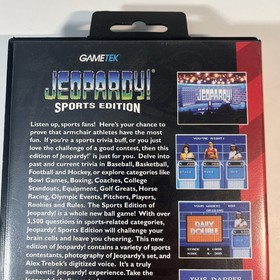 GAMETEK
JEOPARDY!
SPORTS EDITION
Listen up, sports fans! Here's your chance to
prove that armchair athletes have the most
fun. If you're a sports trivia buff, or you just
love the challenge of a good contest, then this
edition of Jeopardy!" is just for you. Delve into
past and current trivia in Baseball, Basketball,
Football and Hockey, or explore categories like
Bowl Games, Boxing, Coaches, College
Standouts, Equipment, Golf Greats, Horse
Racing, Olympic Events, Pitchers, Players,
Rookies and Rules. The Sports Edition of
Jeopardy! is a whole new ball game! With over
3,500 questions in sports-related categories,
Jeopardy! Sports Edition will challenge your
brain cells and leave you cheering. This new
edition of Jeopardy! contains a variety of sports
contestants, photography of Jeopardy!'s set, and
Alex Trebek's digitized voice. It's a truly
authentic Jeopardy! experience. Take the
JEOPARDY!
DAILY
DOUBLE
THIS DAPPER